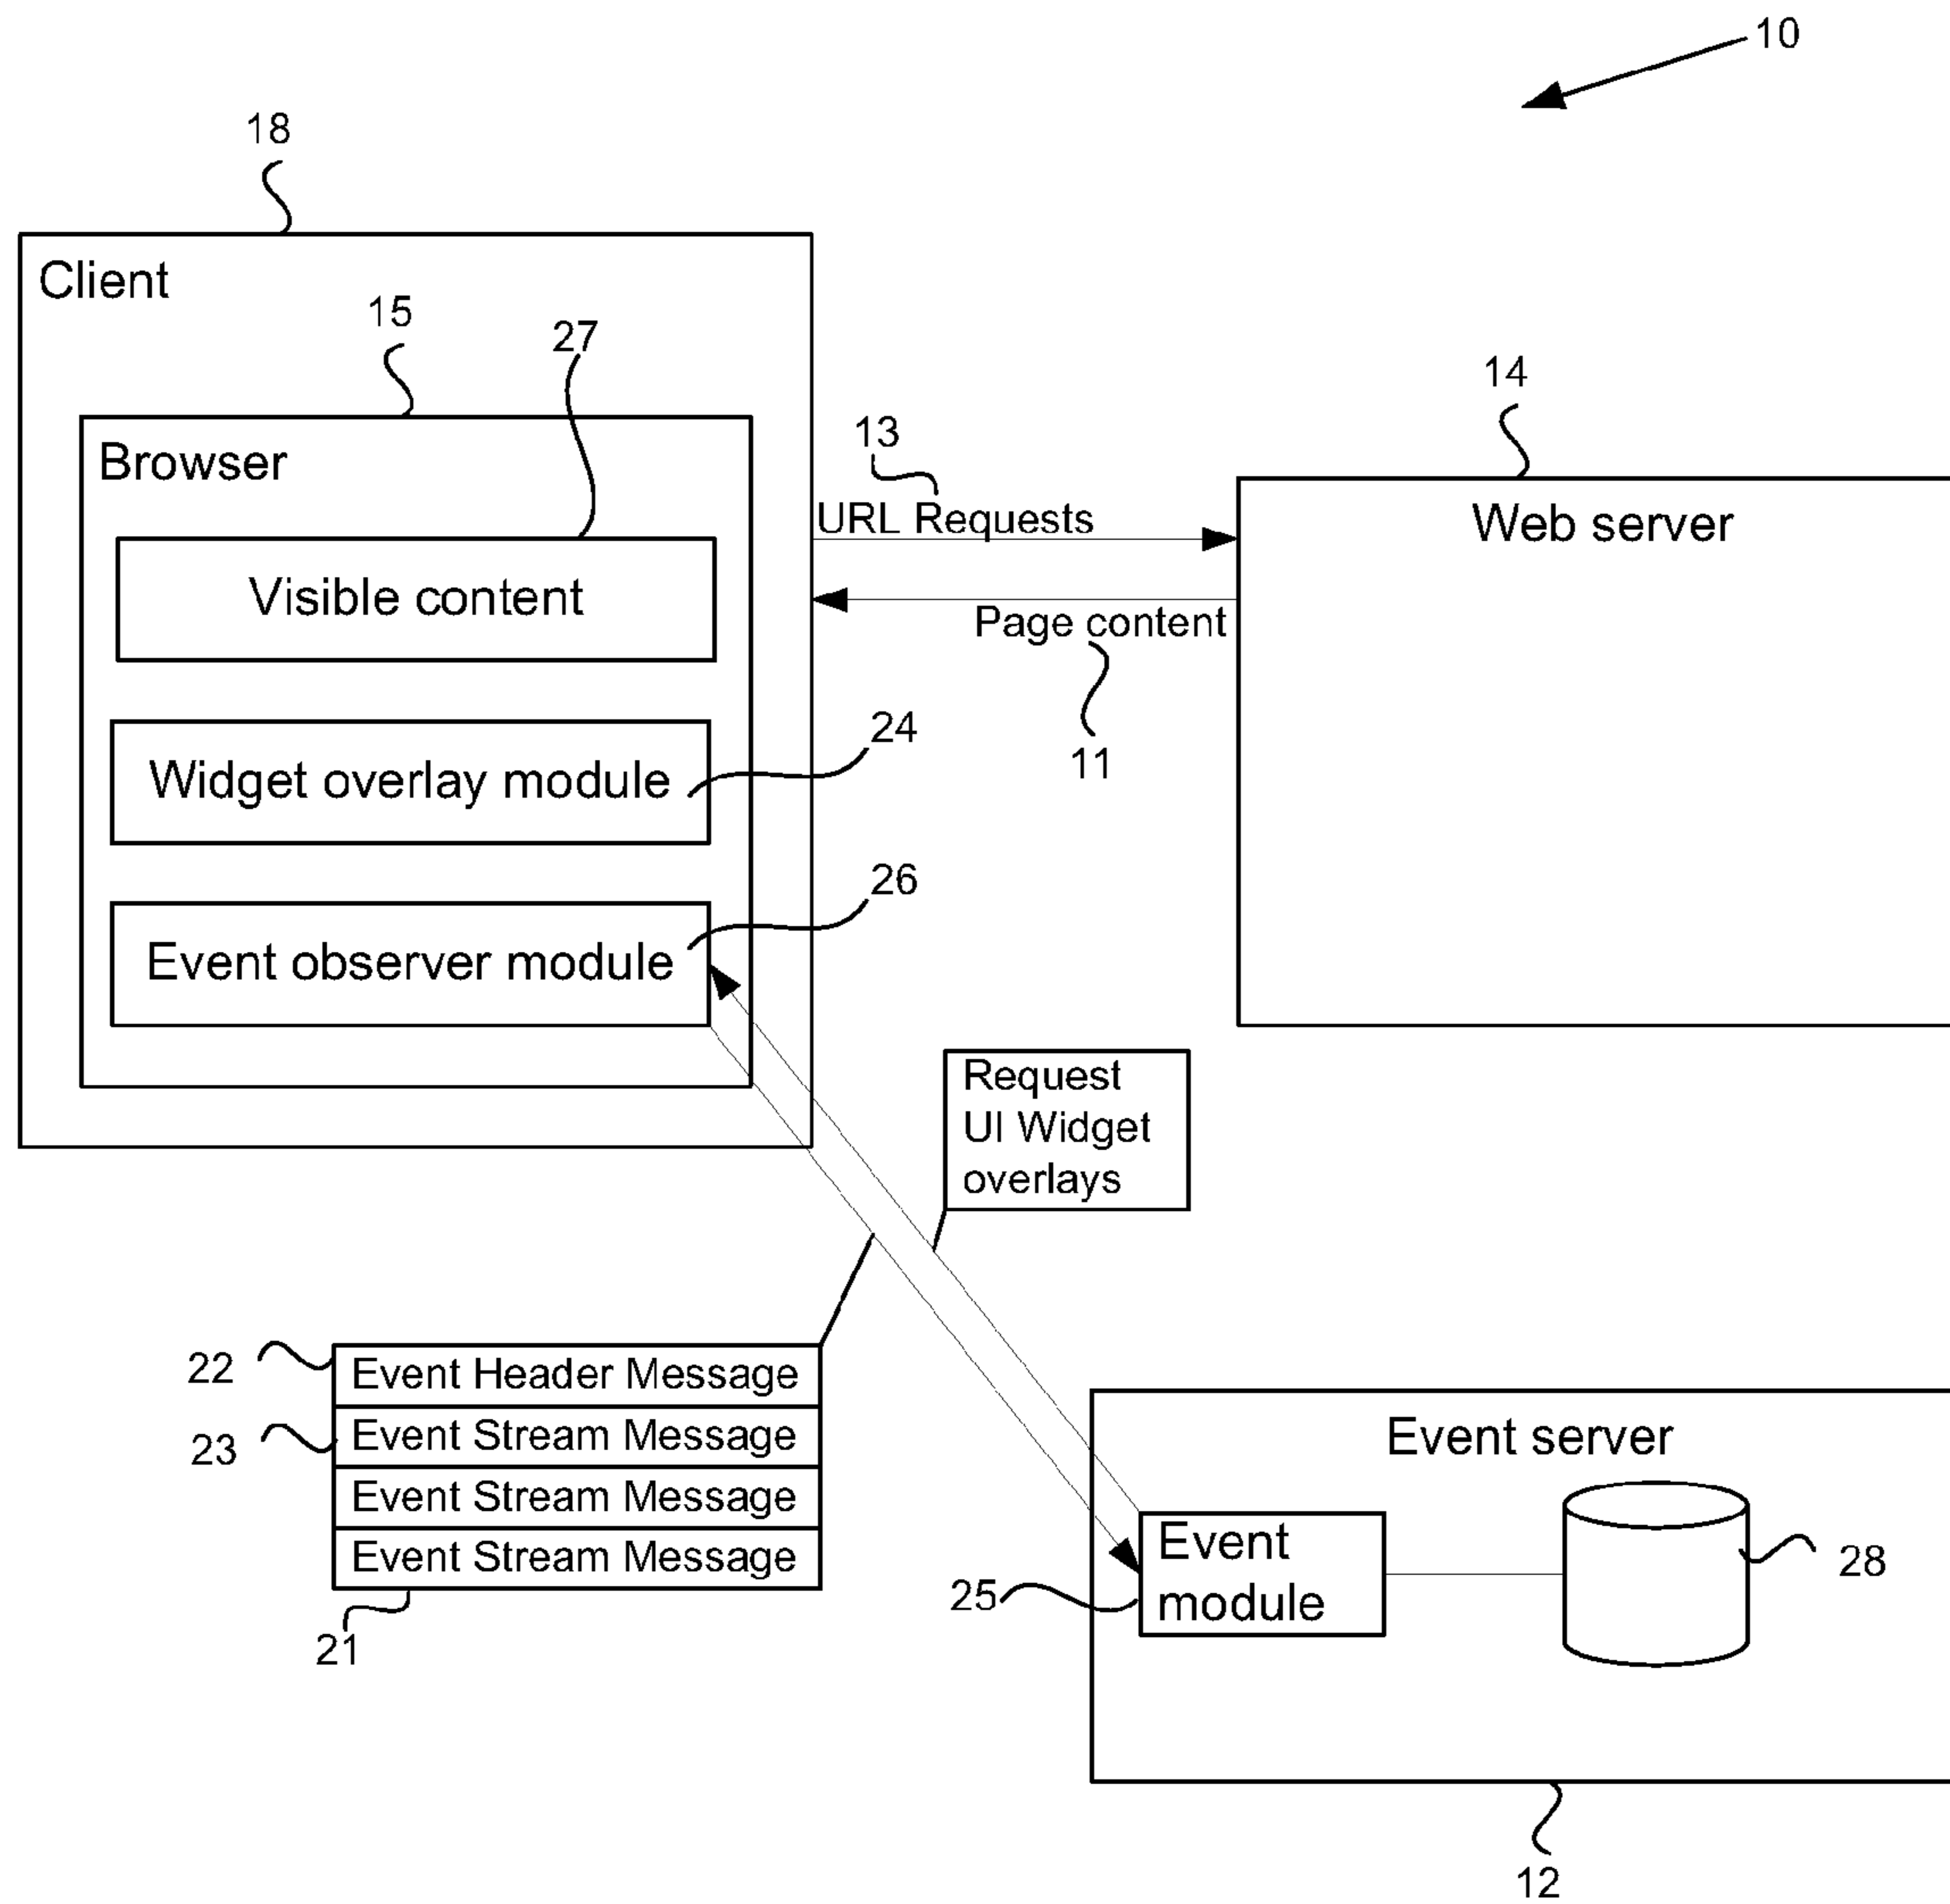 10
18
Client
15
27
14
Browser
13
URL Requests
Web server
Visible content
Page content
24
11
Widget overlay module
26
Event observer module
Request
UI Widget
overlays
22
Event Header Message
23
Event Stream Message
Event Stream Message
Event Stream Message
21
Event server
Event
module
25
28
12